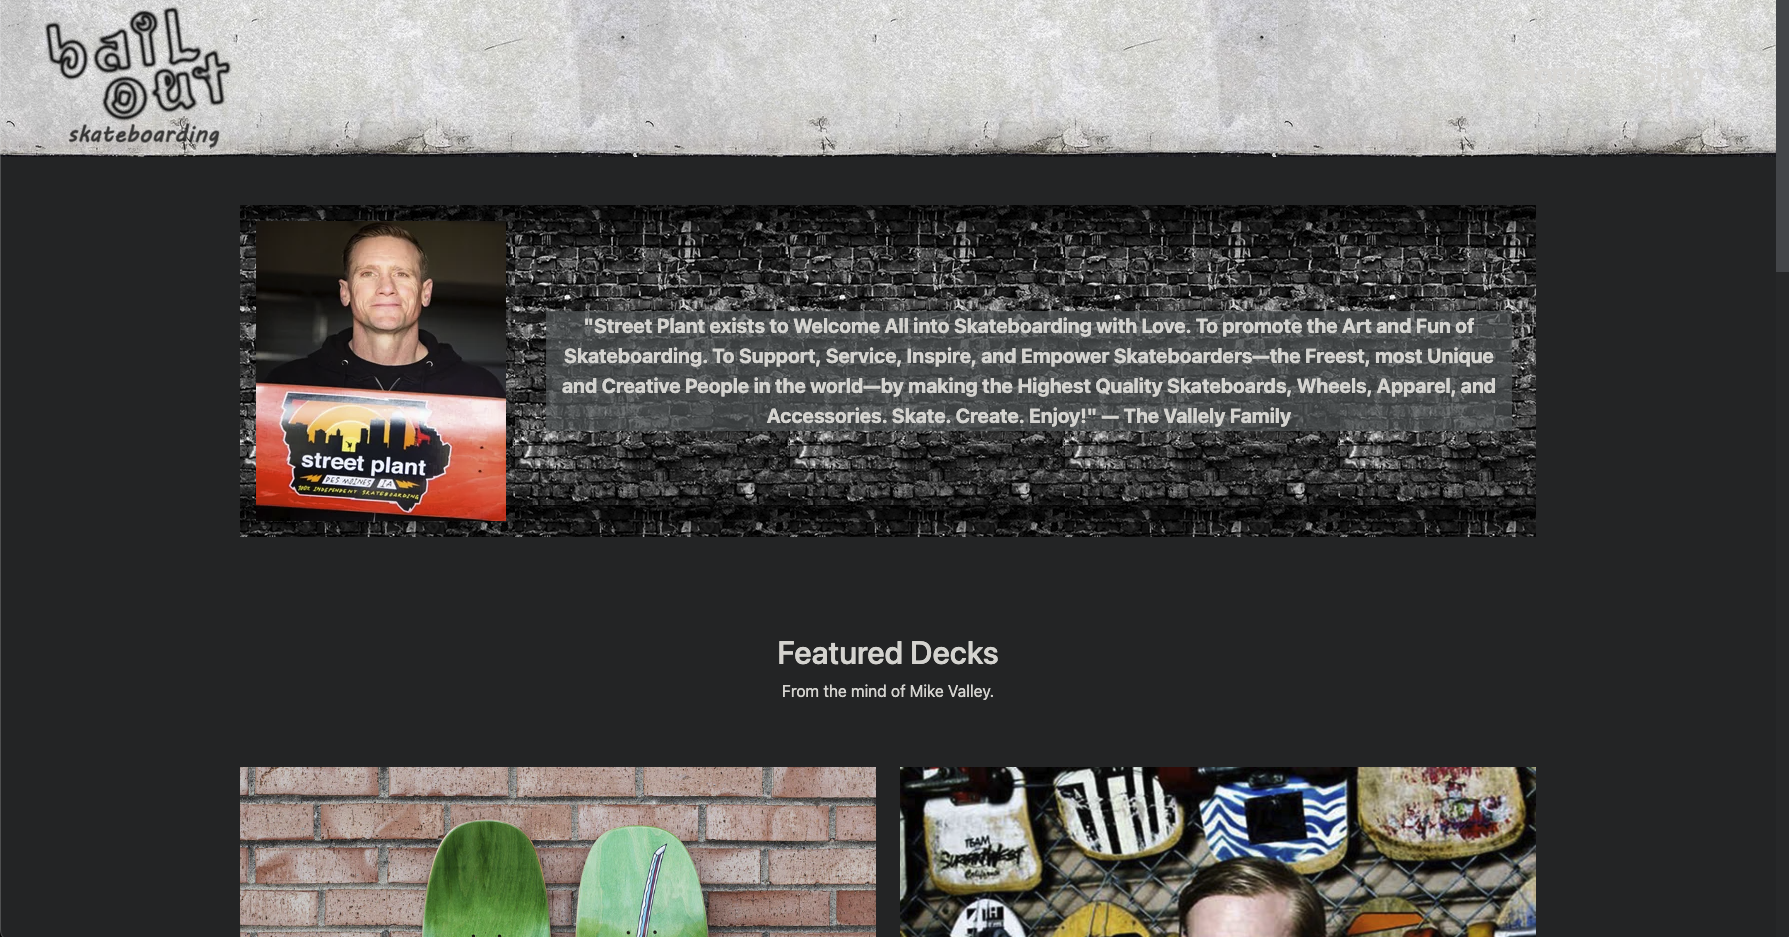 bail
out
skateboarding
"Street Plant exists to Welcome All into Skateboarding with Love. To promote the Art and Fun of
Skateboarding. To Support, Service, Inspire, and Empower Skateboarders—the Freest, most Unique
and Creative People in the world—by making the Highest Quality Skateboards, Wheels, Apparel, and
Accessories. Skate. Create. Enjoy!" — The Vallely Family
street plant
DES MOINES IA
100% INDEPENDENT SKATEBOARDING
Featured Decks
From the mind of Mike Valley.
TEAM
California